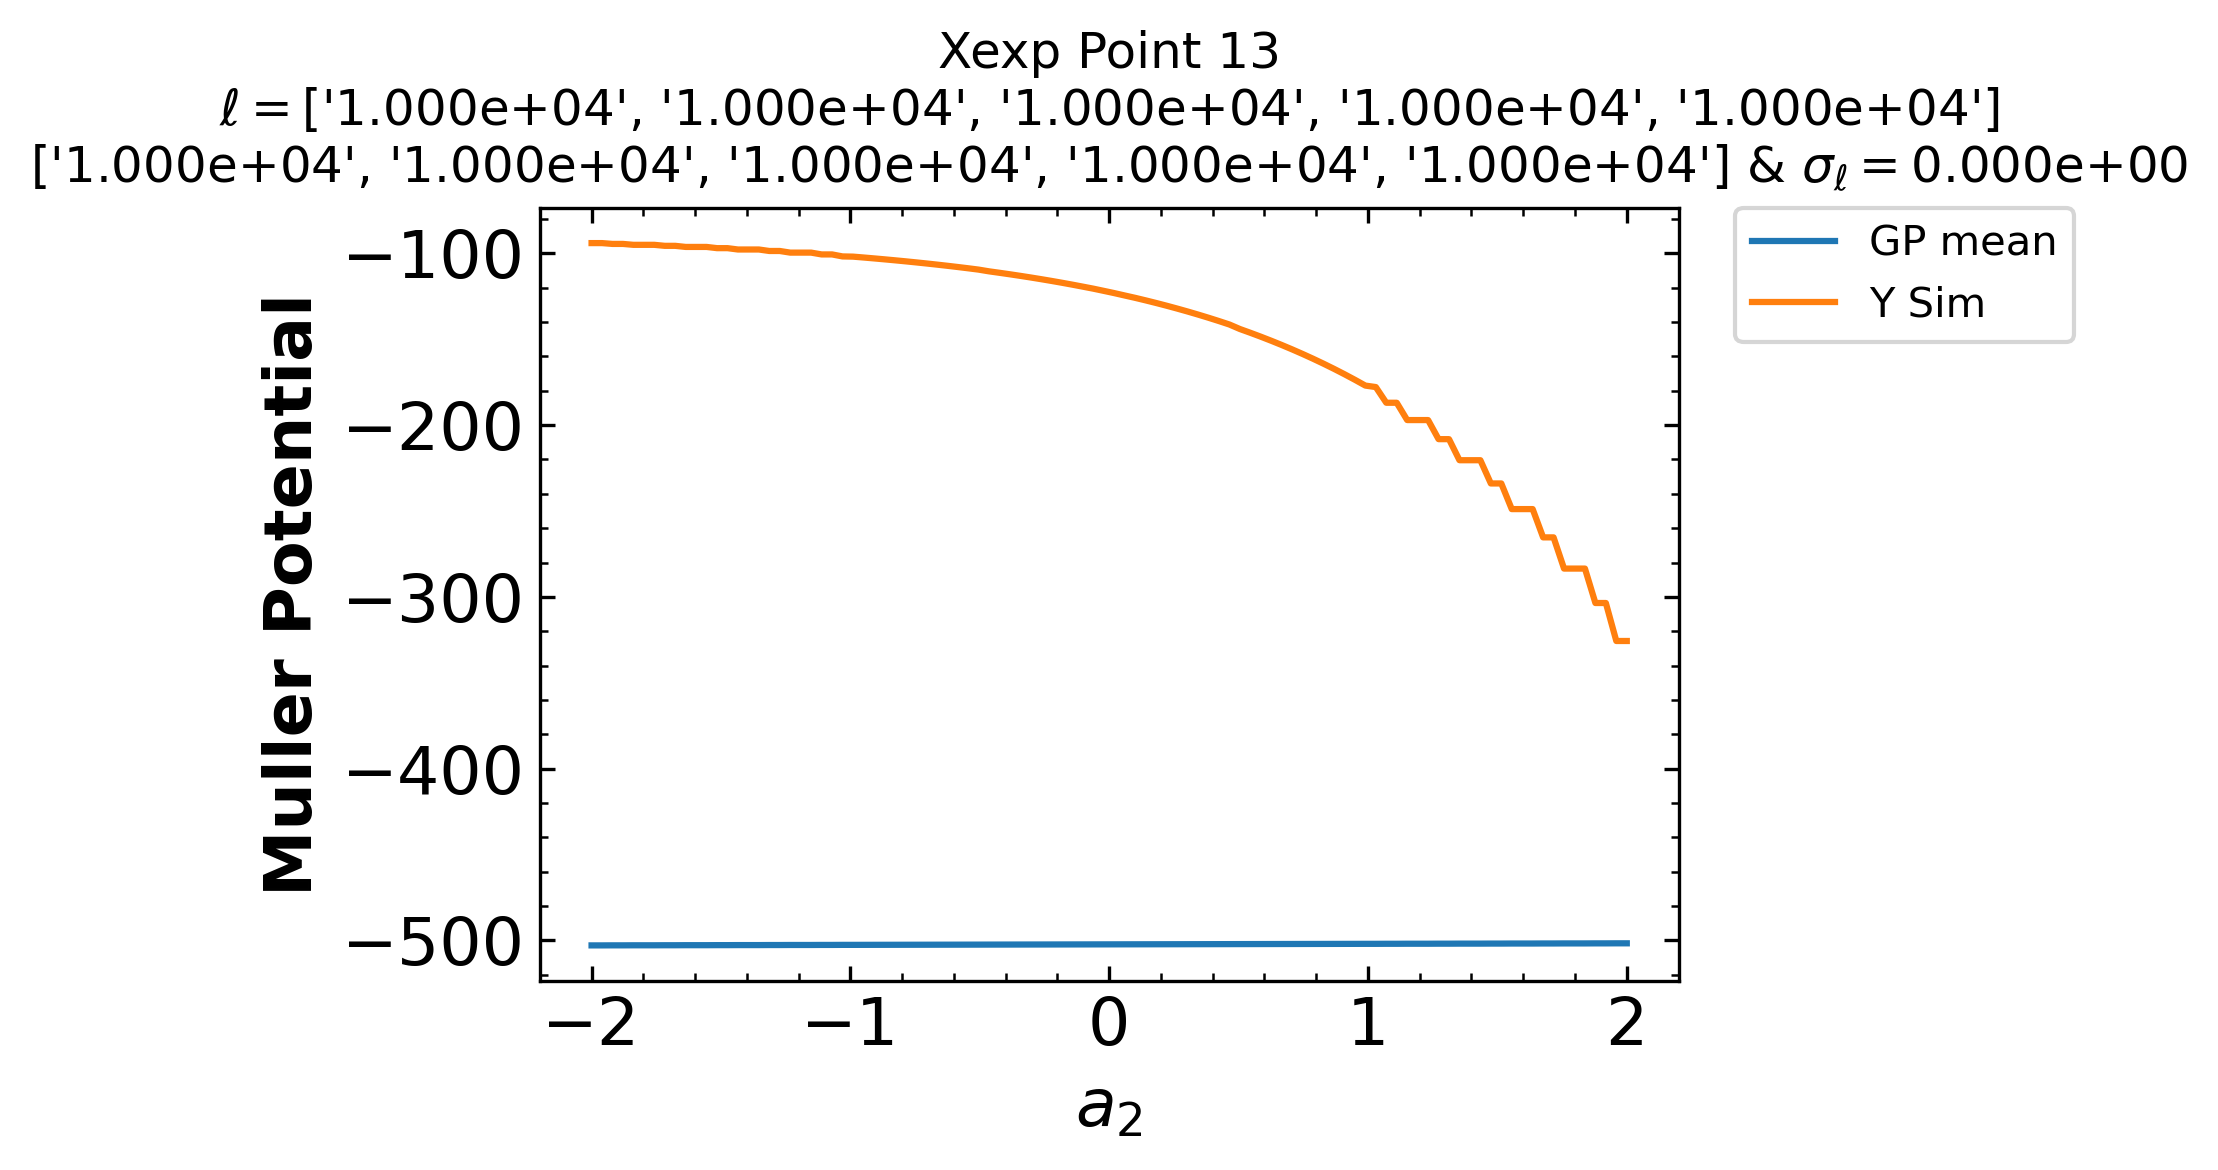 Xexp Point 13
ℓ = ['1.000e+04', '1.000e+04', '1.000e+04', '1.000e+04', '1.000e+04']
['1.000e+04', '1.000e+04', '1.000e+04', '1.000e+04', '1.000e+04'] & σℓ = 0.000e+00
GP mean
Y Sim
Muller Potential
−100
−200
−300
−400
−500
−2 −1 0 1 2
a₂